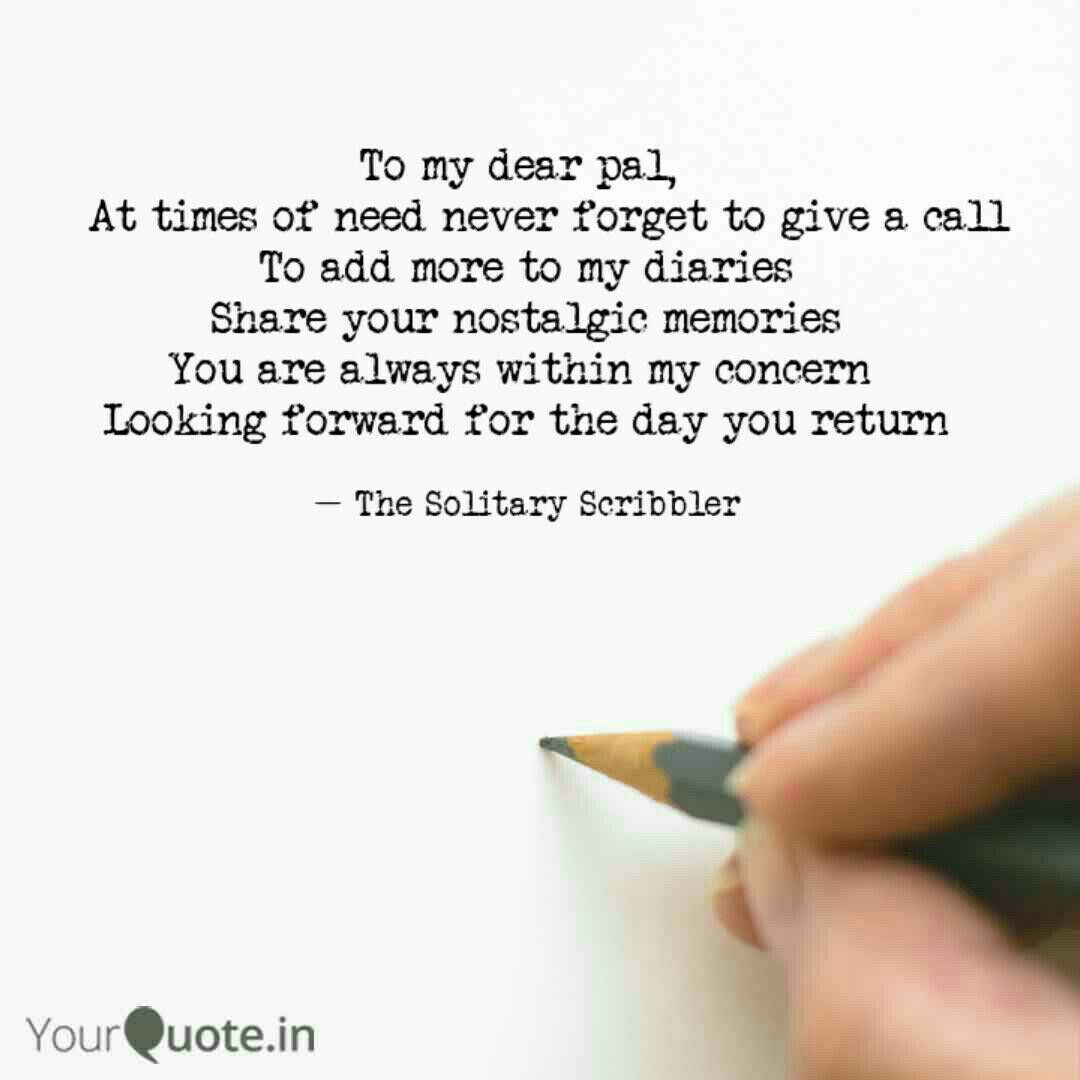 To my dear pal,
At times of need never forget to give a call
To add more to my diaries
Share your nostalgic memories
You are always within my concern
Looking forward for the day you return
— The Solitary Scribbler
YourQuote.in